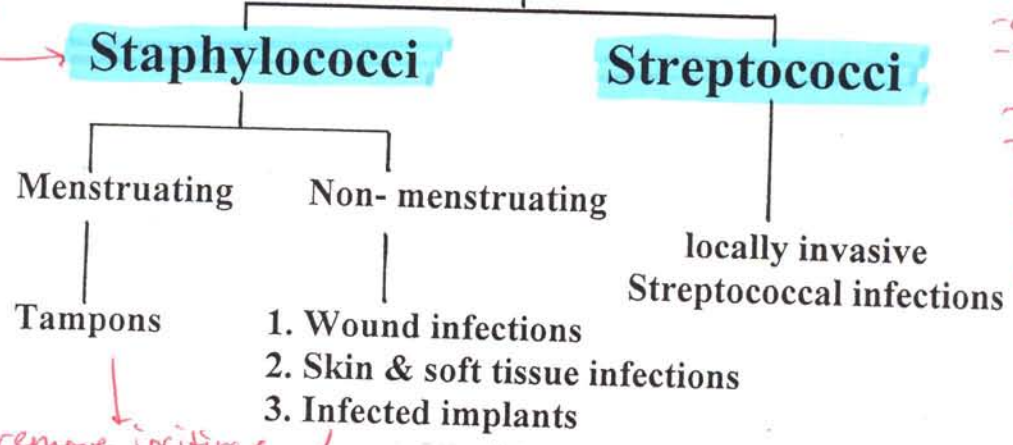 Staphylococci
Streptococci
Menstruating
Non- menstruating
locally invasive
Streptococcal infections
Tampons
1. Wound infections
2. Skin & soft tissue infections
3. Infected implants
remove